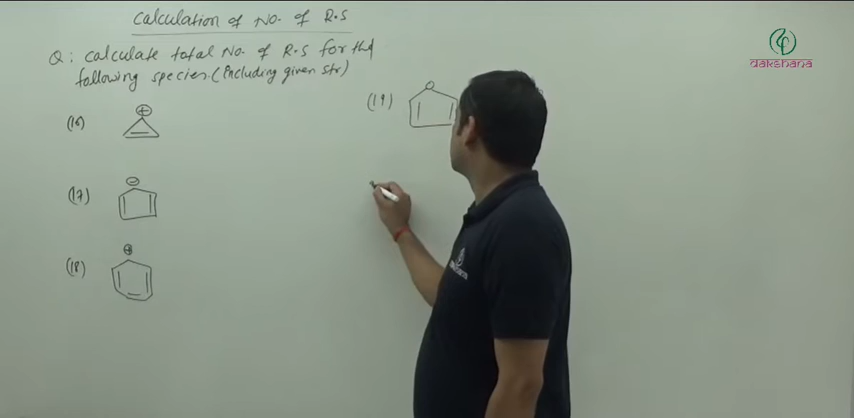 Calculation of No. of R.S
Q: Calculate total No. of R.S for the
following species (including given str)
(16)
⊕
(17)
⊖
(18)
⊕
(19)
O
dakshana